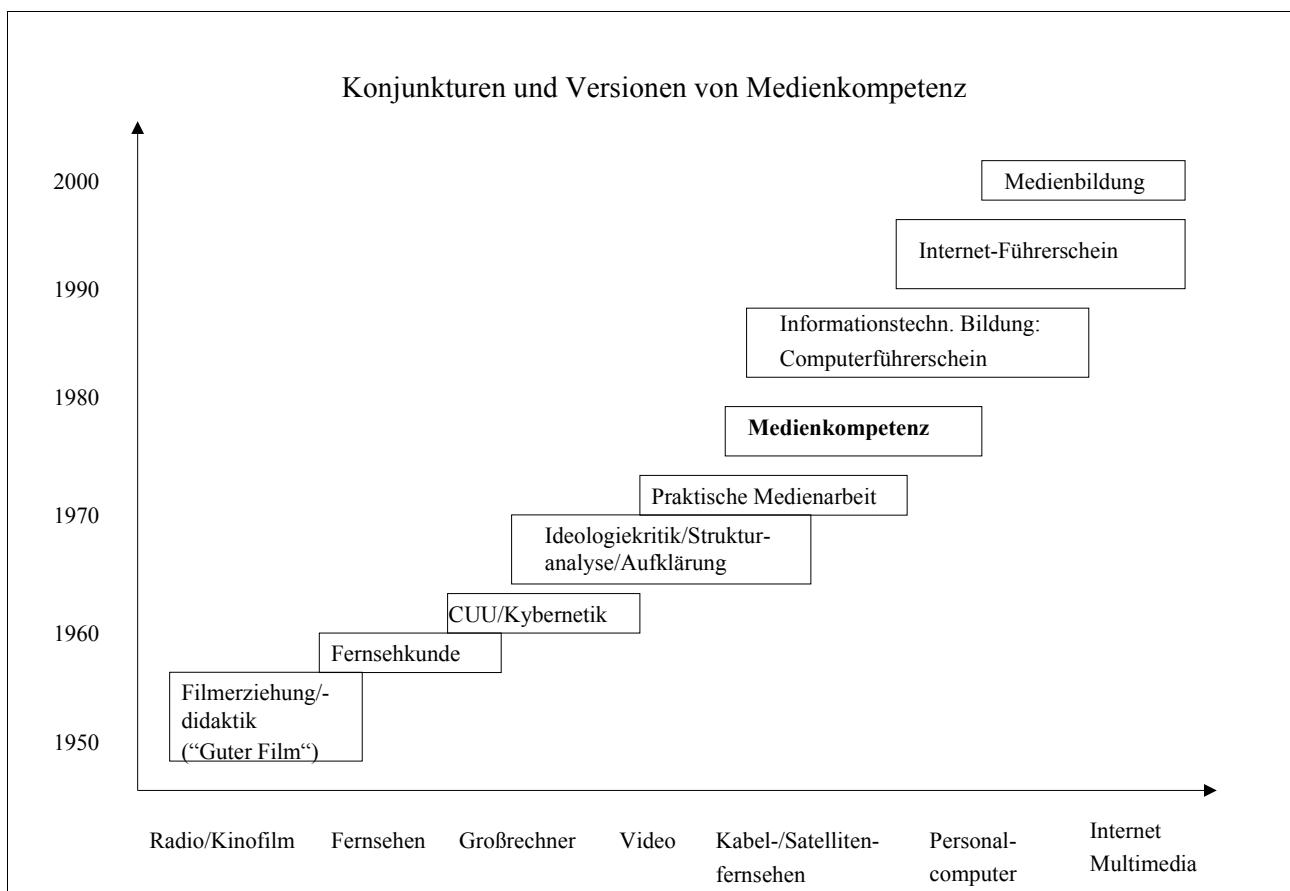 Konjunkturen und Versionen von Medienkompetenz
2000
Medienbildung
Internet-Führerschein
1990
Informationstechn. Bildung:
Computerführerschein
1980
Medienkompetenz
Praktische Medienarbeit
1970
Ideologiekritik/Struktur-
analyse/Aufklärung
CUU/Kybernetik
1960
Fernsehkunde
Filmerziehung/-
didaktik
(“Guter Film“)
1950
Radio/Kinofilm
Fernsehen
Großrechner
Video
Kabel-/Satelliten-
fernsehen
Personal-
computer
Internet
Multimedia